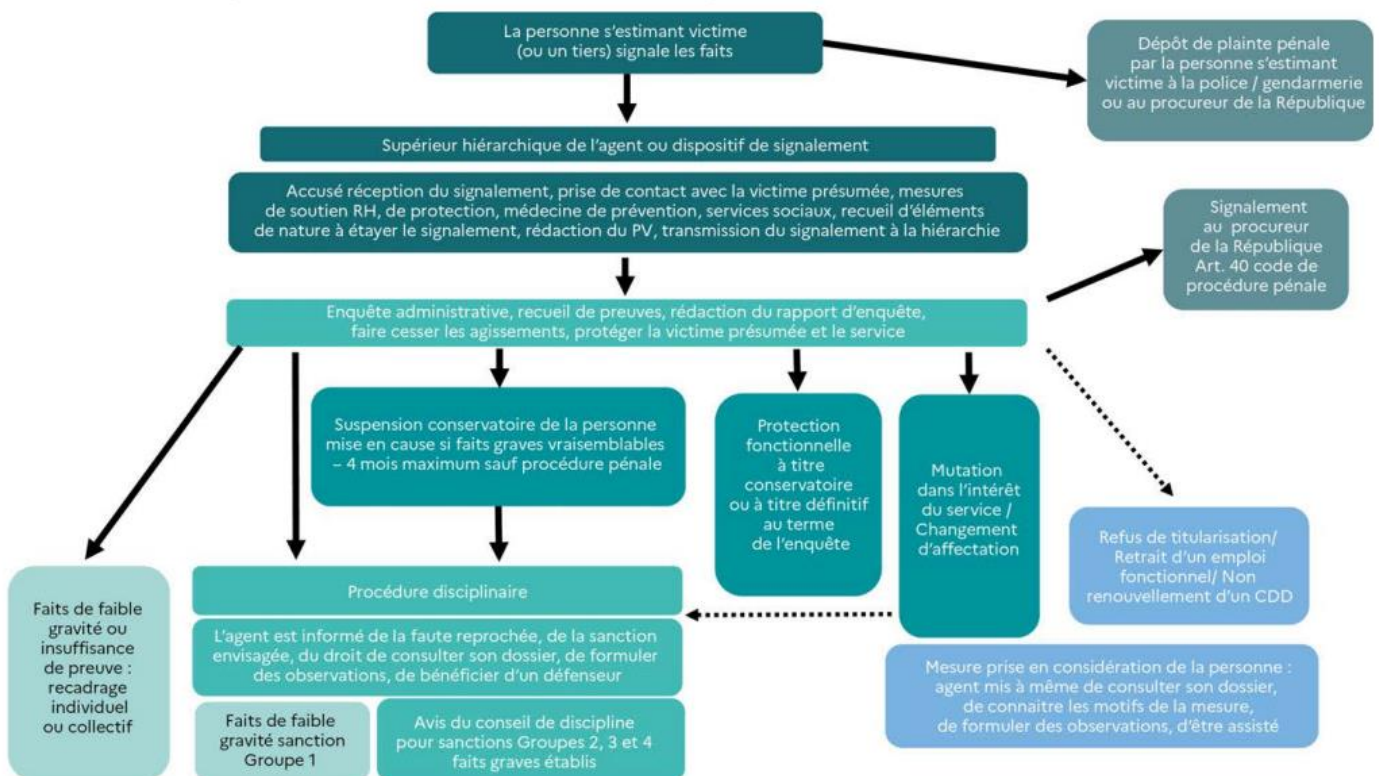 La personne s'estimant victime
(ou un tiers) signale les faits
Dépôt de plainte pénale
par la personne s'estimant
victime à la police / gendarmerie
ou au procureur de la République
Supérieur hiérarchique de l'agent ou dispositif de signalement
Accusé réception du signalement, prise de contact avec la victime présumée, mesures
de soutien RH, de protection, médecine de prévention, services sociaux, recueil d'éléments
de nature à étayer le signalement, rédaction du PV, transmission du signalement à la hiérarchie
Signalement
au procureur
de la République
Art. 40 code de
procédure pénale
Enquête administrative, recueil de preuves, rédaction du rapport d'enquête,
faire cesser les agissements, protéger la victime présumée et le service
Suspension conservatoire de la personne
mise en cause si faits graves vraisemblables
– 4 mois maximum sauf procédure pénale
Protection
fonctionnelle
à titre
conservatoire
ou à titre définitif
au terme
de l'enquête
Mutation
dans l'intérêt
du service /
Changement
d'affectation
Refus de titularisation/
Retrait d'un emploi
fonctionnel/ Non
renouvellement d'un CDD
Faits de faible
gravité ou
insuffisance
de preuve :
recadrage
individuel
ou collectif
Procédure disciplinaire
L'agent est informé de la faute reprochée, de la sanction
envisagée, du droit de consulter son dossier, de formuler
des observations, de bénéficier d'un défenseur
Faits de faible
gravité sanction
Groupe 1
Avis du conseil de discipline
pour sanctions Groupes 2, 3 et 4
faits graves établis
Mesure prise en considération de la personne :
agent mis à même de consulter son dossier,
de connaitre les motifs de la mesure,
de formuler des observations, d'être assisté